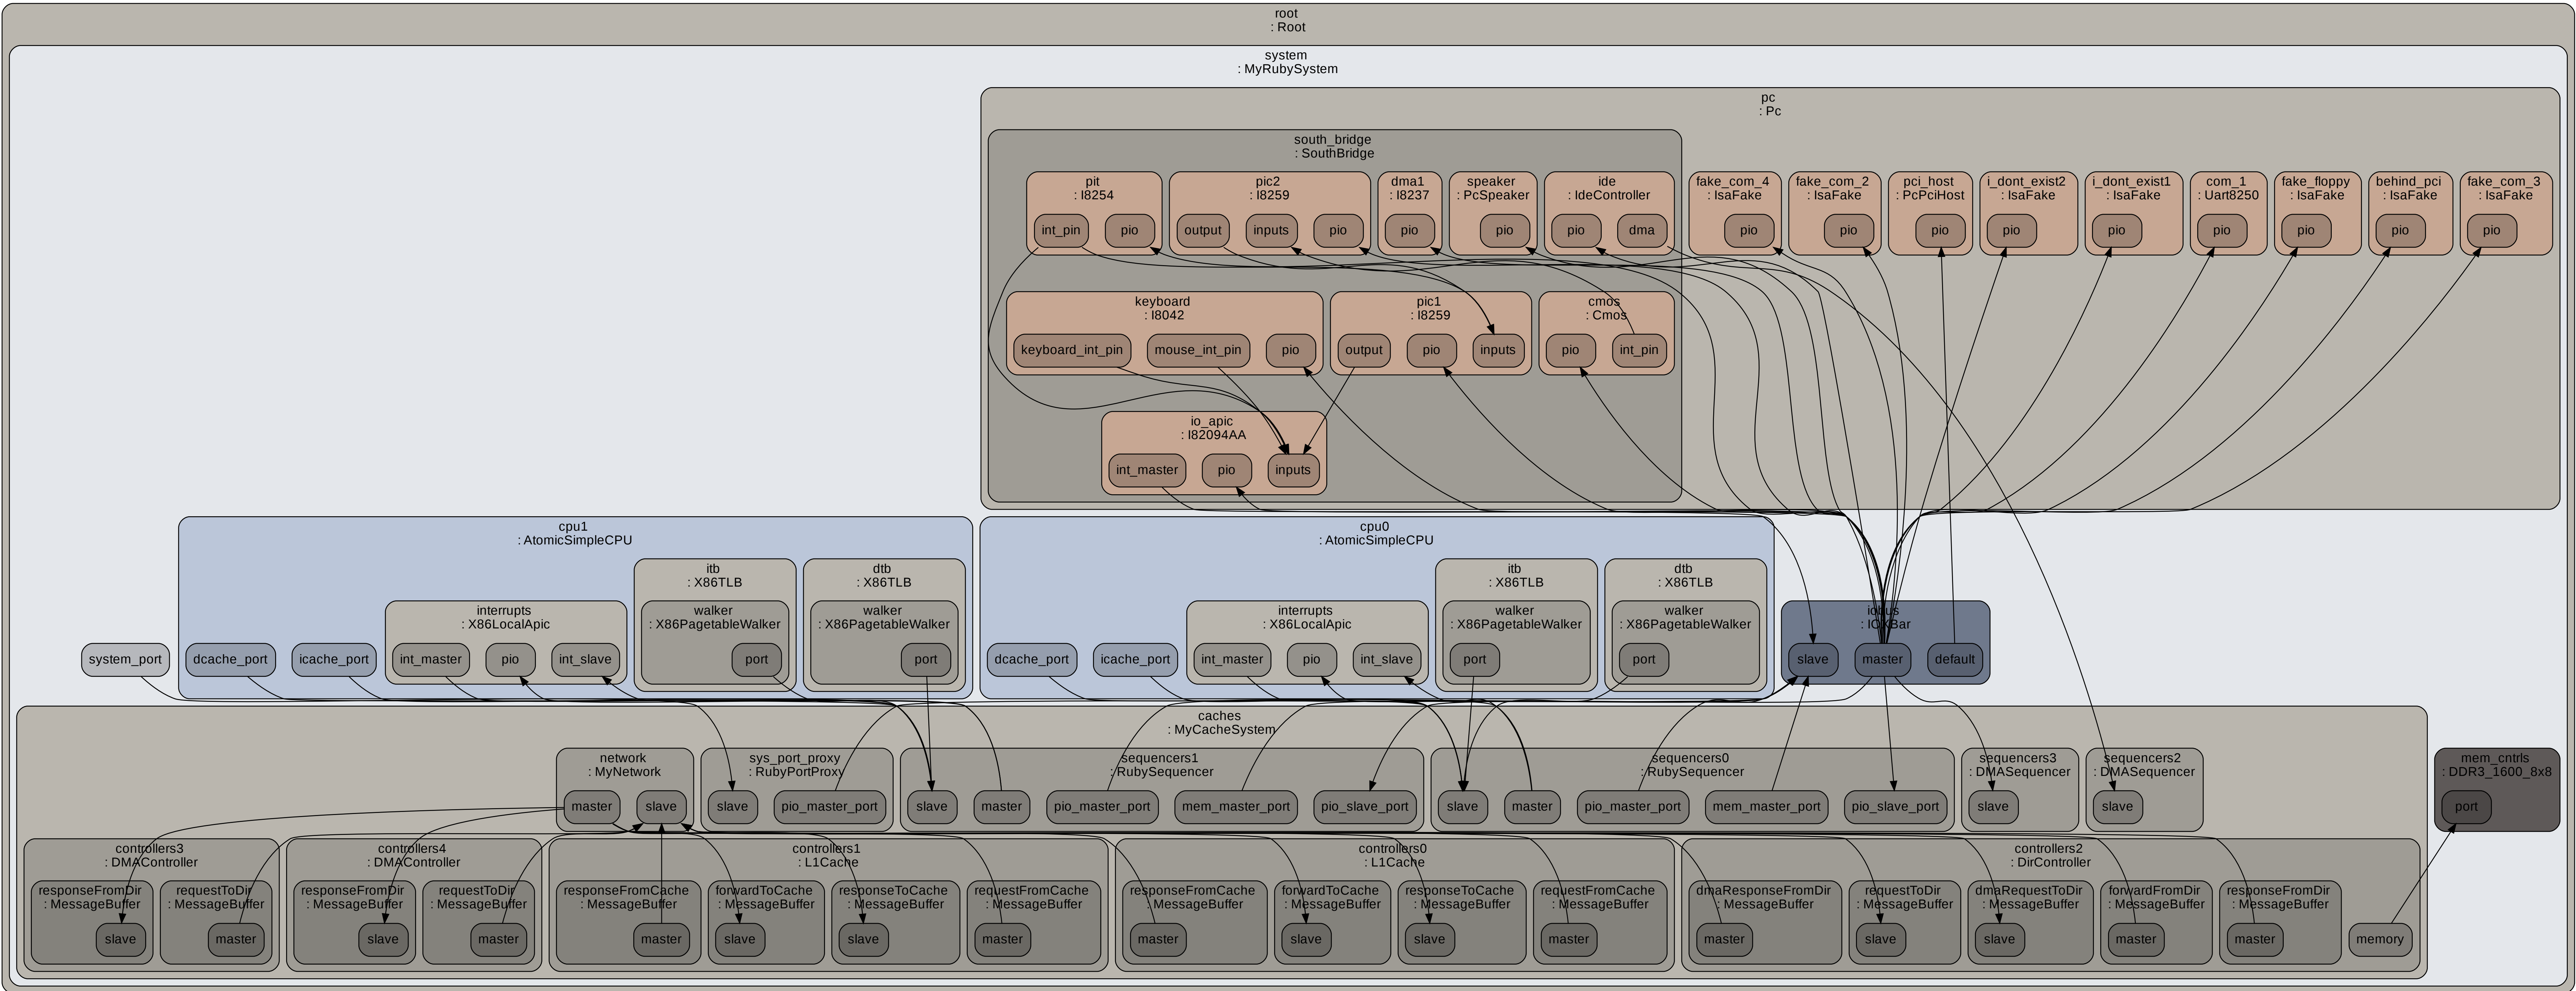 root
: Root
system
: MyRubySystem
pc
: Pc
south_bridge
: SouthBridge
pit
: I8254
int_pin
pio
pic2
: I8259
output
inputs
pio
dma1
: I8237
pio
speaker
: PcSpeaker
pio
ide
: IdeController
pio
dma
fake_com_4
: IsaFake
pio
fake_com_2
: IsaFake
pio
pci_host
: PcPciHost
pio
i_dont_exist2
: IsaFake
pio
i_dont_exist1
: IsaFake
pio
com_1
: Uart8250
pio
fake_floppy
: IsaFake
pio
behind_pci
: IsaFake
pio
fake_com_3
: IsaFake
pio
keyboard
: I8042
keyboard_int_pin
mouse_int_pin
pio
pic1
: I8259
output
pio
inputs
cmos
: Cmos
pio
int_pin
io_apic
: I82094AA
int_master
pio
inputs
system_port
cpu1
: AtomicSimpleCPU
dcache_port
icache_port
interrupts
: X86LocalApic
int_master
pio
int_slave
itb
: X86TLB
walker
: X86PagetableWalker
port
dtb
: X86TLB
walker
: X86PagetableWalker
port
cpu0
: AtomicSimpleCPU
dcache_port
icache_port
interrupts
: X86LocalApic
int_master
pio
int_slave
itb
: X86TLB
walker
: X86PagetableWalker
port
dtb
: X86TLB
walker
: X86PagetableWalker
port
iobus
: IOXBar
slave
master
default
caches
: MyCacheSystem
network
: MyNetwork
master
slave
sys_port_proxy
: RubyPortProxy
slave
pio_master_port
sequencers1
: RubySequencer
slave
master
pio_master_port
mem_master_port
pio_slave_port
sequencers0
: RubySequencer
slave
master
pio_master_port
mem_master_port
pio_slave_port
sequencers3
: DMASequencer
slave
sequencers2
: DMASequencer
slave
mem_cntrls
: DDR3_1600_8x8
port
controllers3
: DMAController
responseFromDir
: MessageBuffer
slave
requestToDir
: MessageBuffer
master
controllers4
: DMAController
responseFromDir
: MessageBuffer
slave
requestToDir
: MessageBuffer
master
controllers1
: L1Cache
responseFromCache
: MessageBuffer
master
forwardToCache
: MessageBuffer
slave
responseToCache
: MessageBuffer
slave
requestFromCache
: MessageBuffer
master
controllers0
: L1Cache
responseFromCache
: MessageBuffer
master
forwardToCache
: MessageBuffer
slave
responseToCache
: MessageBuffer
slave
requestFromCache
: MessageBuffer
master
controllers2
: DirController
dmaResponseFromDir
: MessageBuffer
master
requestToDir
: MessageBuffer
slave
dmaRequestToDir
: MessageBuffer
slave
forwardFromDir
: MessageBuffer
master
responseFromDir
: MessageBuffer
master
memory